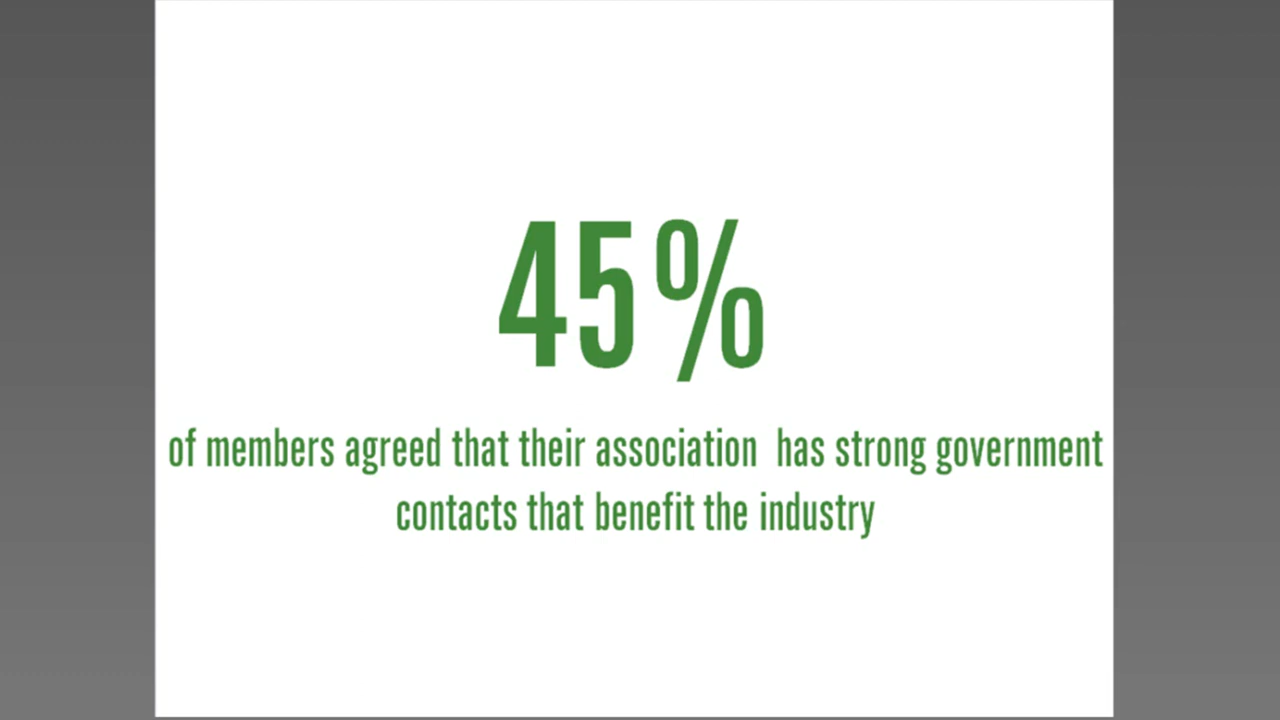 45%
of members agreed that their association  has strong government
contacts that benefit the industry